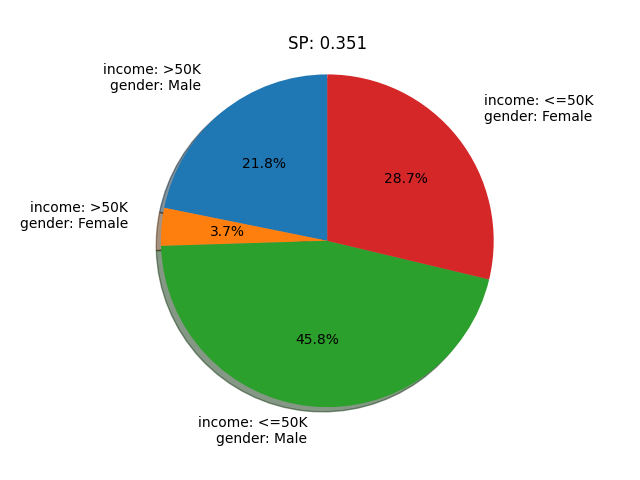 SP: 0.351
income: >50K
gender: Male
income: <=50K
gender: Female
21.8%
28.7%
income: >50K
gender: Female
3.7%
45.8%
income: <=50K
gender: Male